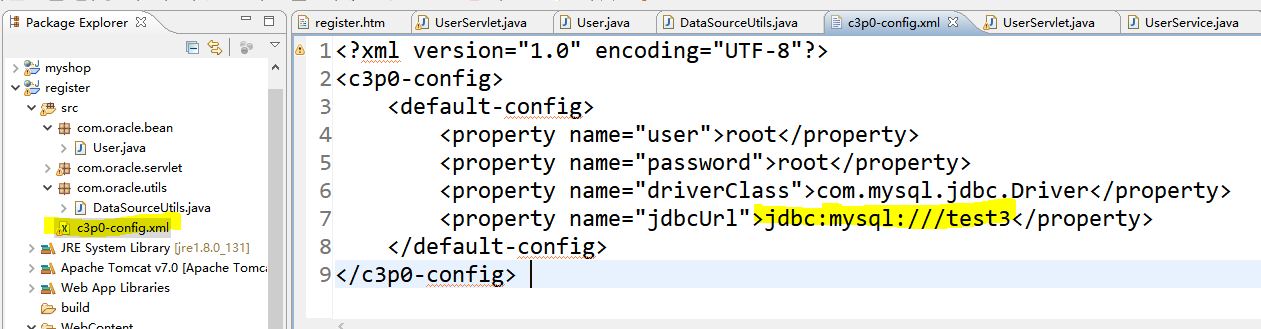 Package Explorer
myshop
register
src
com.oracle.bean
User.java
com.oracle.servlet
com.oracle.utils
DataSourceUtils.java
c3p0-config.xml
JRE System Library [jre1.8.0_131]
Apache Tomcat v7.0 [Apache Tomca
Web App Libraries
build
WebContent
register.htm UserServlet.java User.java DataSourceUtils.java c3p0-config.xml UserServlet.java UserService.java
1 <?xml version="1.0" encoding="UTF-8"?>
2 <c3p0-config>
3 <default-config>
4 <property name="user">root</property>
5 <property name="password">root</property>
6 <property name="driverClass">com.mysql.jdbc.Driver</property>
7 <property name="jdbcUrl">jdbc:mysql:///test3</property>
8 </default-config>
9 </c3p0-config>